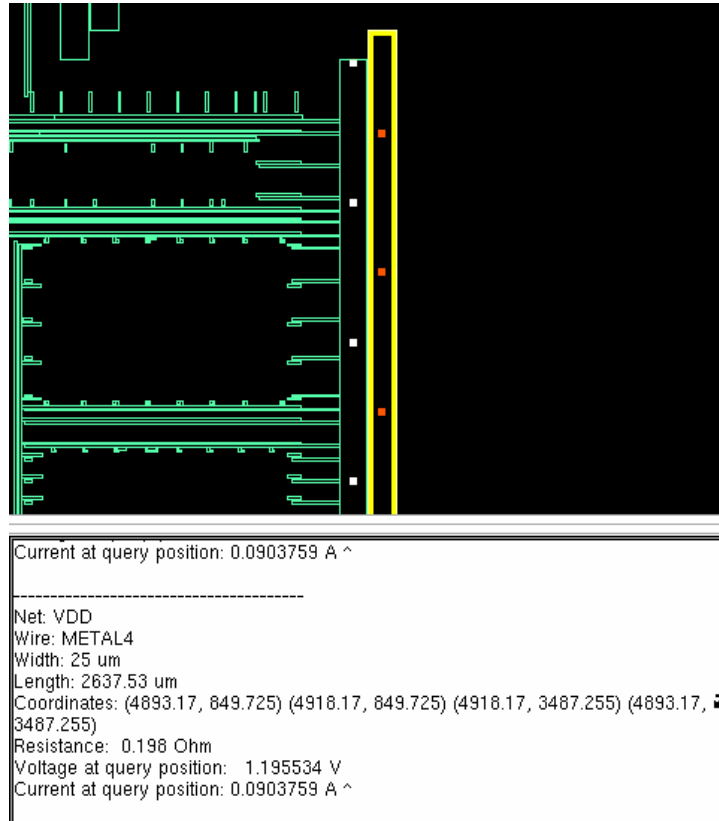 Current at query position: 0.0903759 A ^
---------------------------------------
Net: VDD
Wire: METAL4
Width: 25 um
Length: 2637.53 um
Coordinates: (4893.17, 849.725) (4918.17, 849.725) (4918.17, 3487.255) (4893.17,
3487.255)
Resistance:  0.198 Ohm
Voltage at query position:   1.195534 V
Current at query position: 0.0903759 A ^